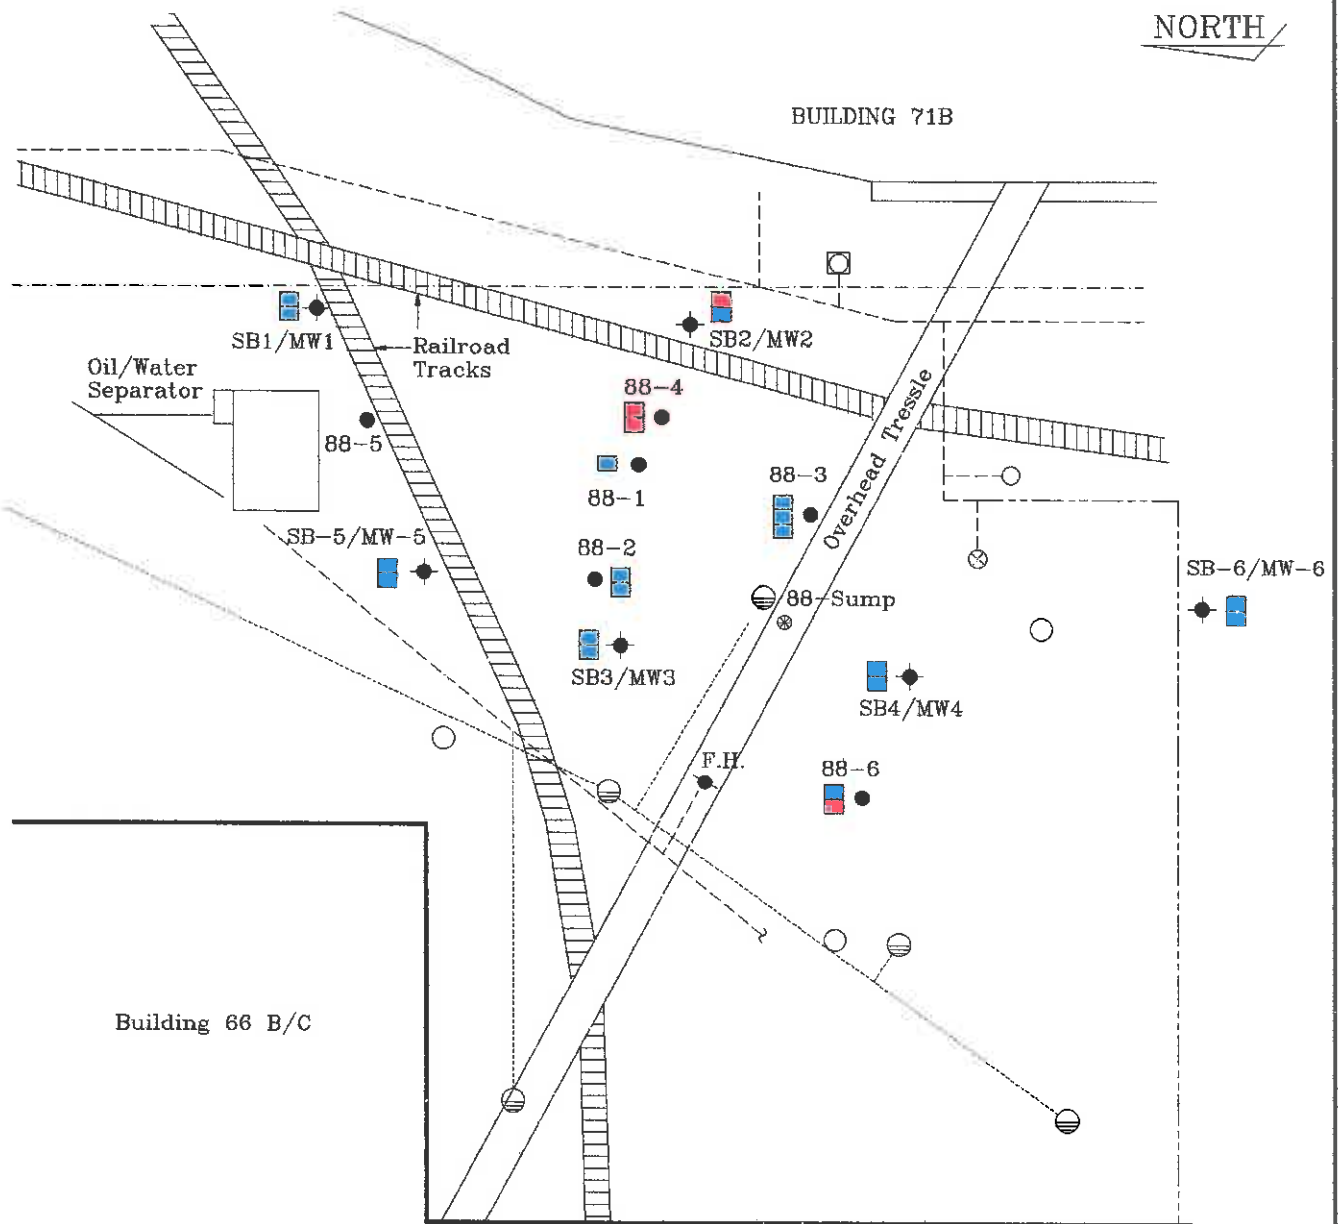 NORTH
BUILDING 71B
SB1/MW1
SB2/MW2
Railroad
Tracks
Oil/Water
Separator
88-4
88-5
88-1
88-3
Overhead Tressle
SB-5/MW-5
88-2
SB-6/MW-6
88-Sump
SB3/MW3
SB4/MW4
F.H.
88-6
Building 66 B/C